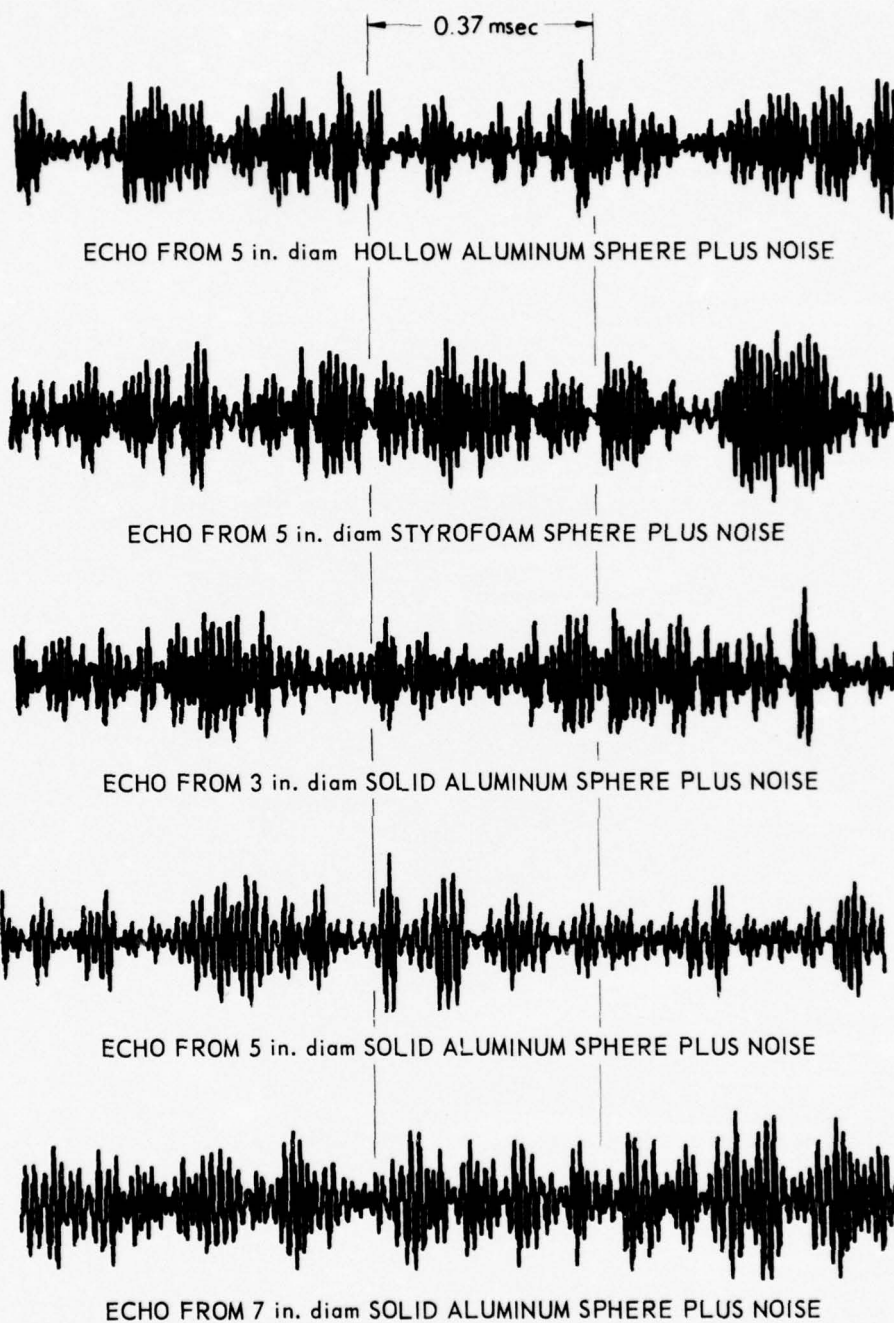 0.37 msec
ECHO FROM 5 in. diam HOLLOW ALUMINUM SPHERE PLUS NOISE
ECHO FROM 5 in. diam STYROFOAM SPHERE PLUS NOISE
ECHO FROM 3 in. diam SOLID ALUMINUM SPHERE PLUS NOISE
ECHO FROM 5 in. diam SOLID ALUMINUM SPHERE PLUS NOISE
ECHO FROM 7 in. diam SOLID ALUMINUM SPHERE PLUS NOISE